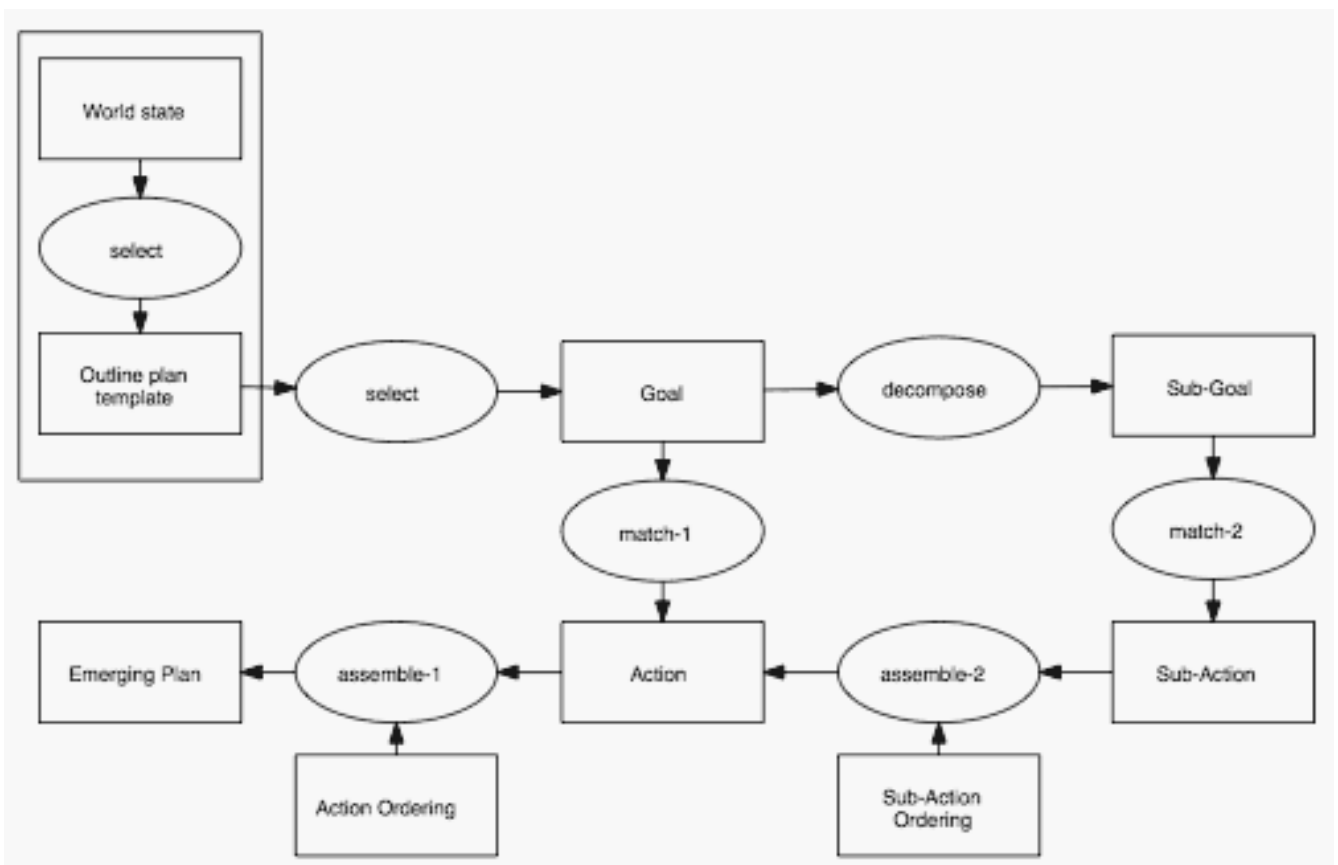 World state
select
Outline plan
template
select
Goal
decompose
Sub-Goal
match-1
match-2
Emerging Plan
assemble-1
Action
assemble-2
Sub-Action
Action Ordering
Sub-Action
Ordering